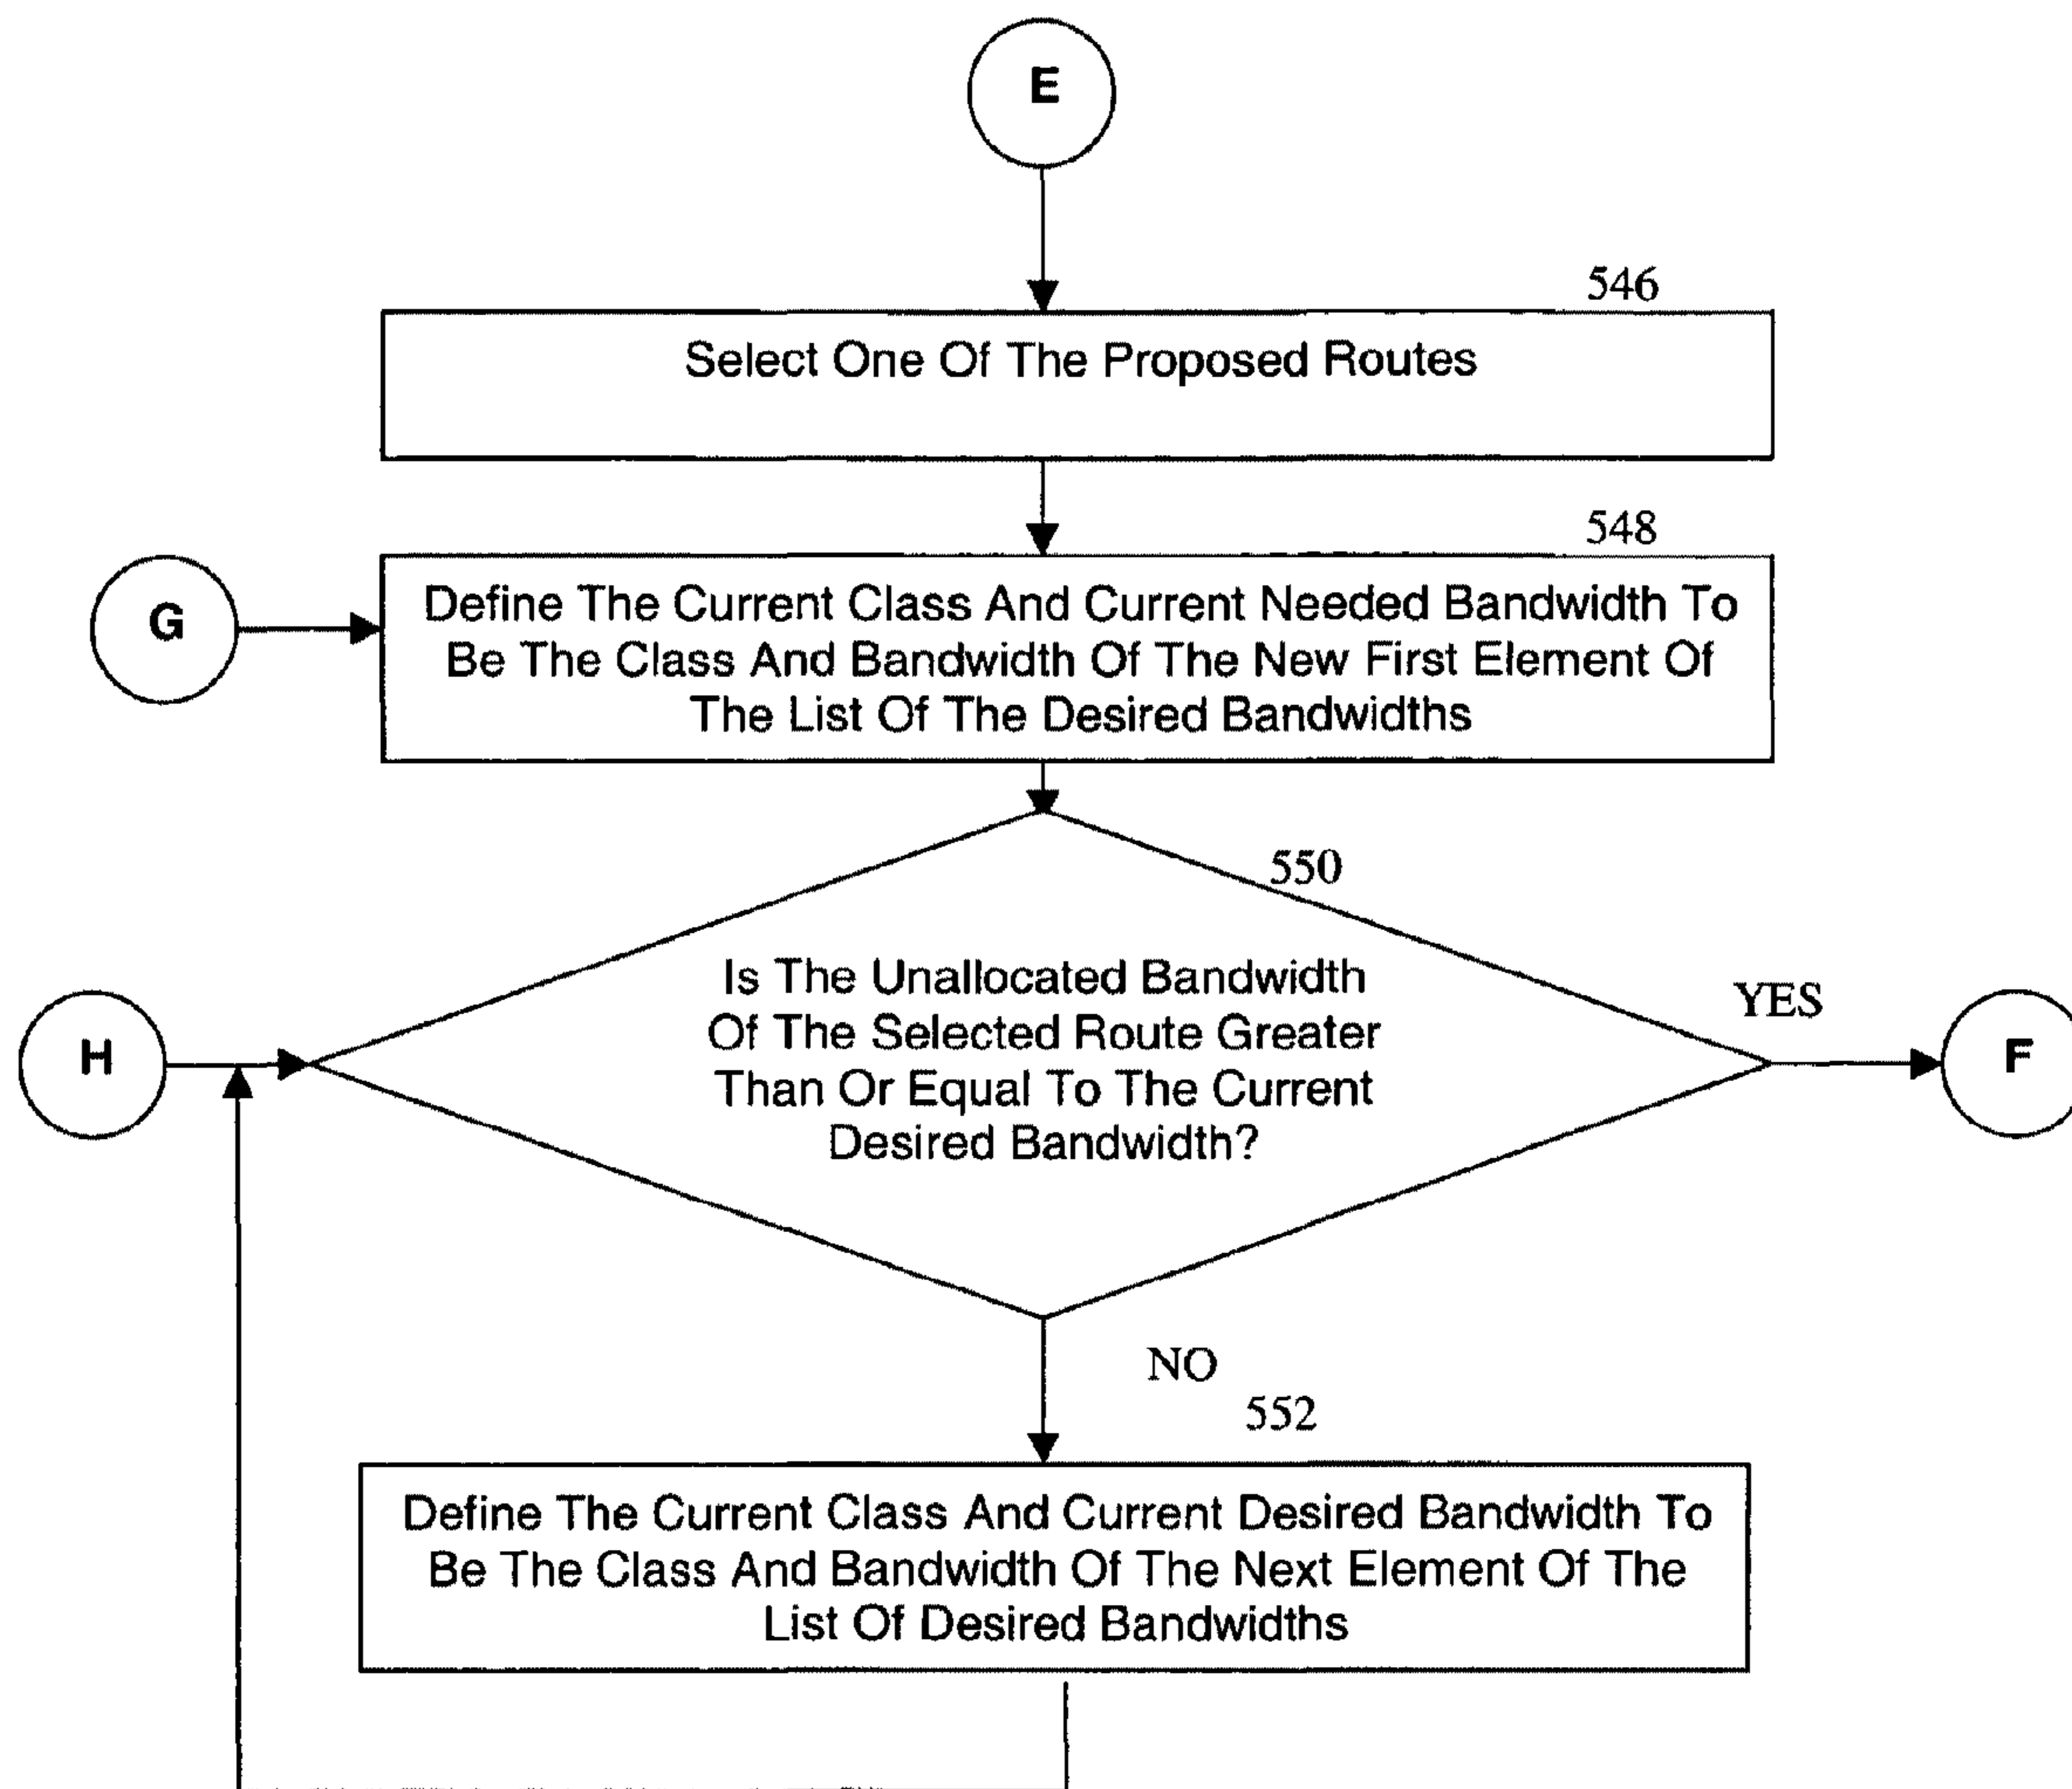 E
546
Select One Of The Proposed Routes
548
G
Define The Current Class And Current Needed Bandwidth To
Be The Class And Bandwidth Of The New First Element Of
The List Of The Desired Bandwidths
550
Is The Unallocated Bandwidth
Of The Selected Route Greater
Than Or Equal To The Current
Desired Bandwidth?
YES
H
F
NO
552
Define The Current Class And Current Desired Bandwidth To
Be The Class And Bandwidth Of The Next Element Of The
List Of Desired Bandwidths